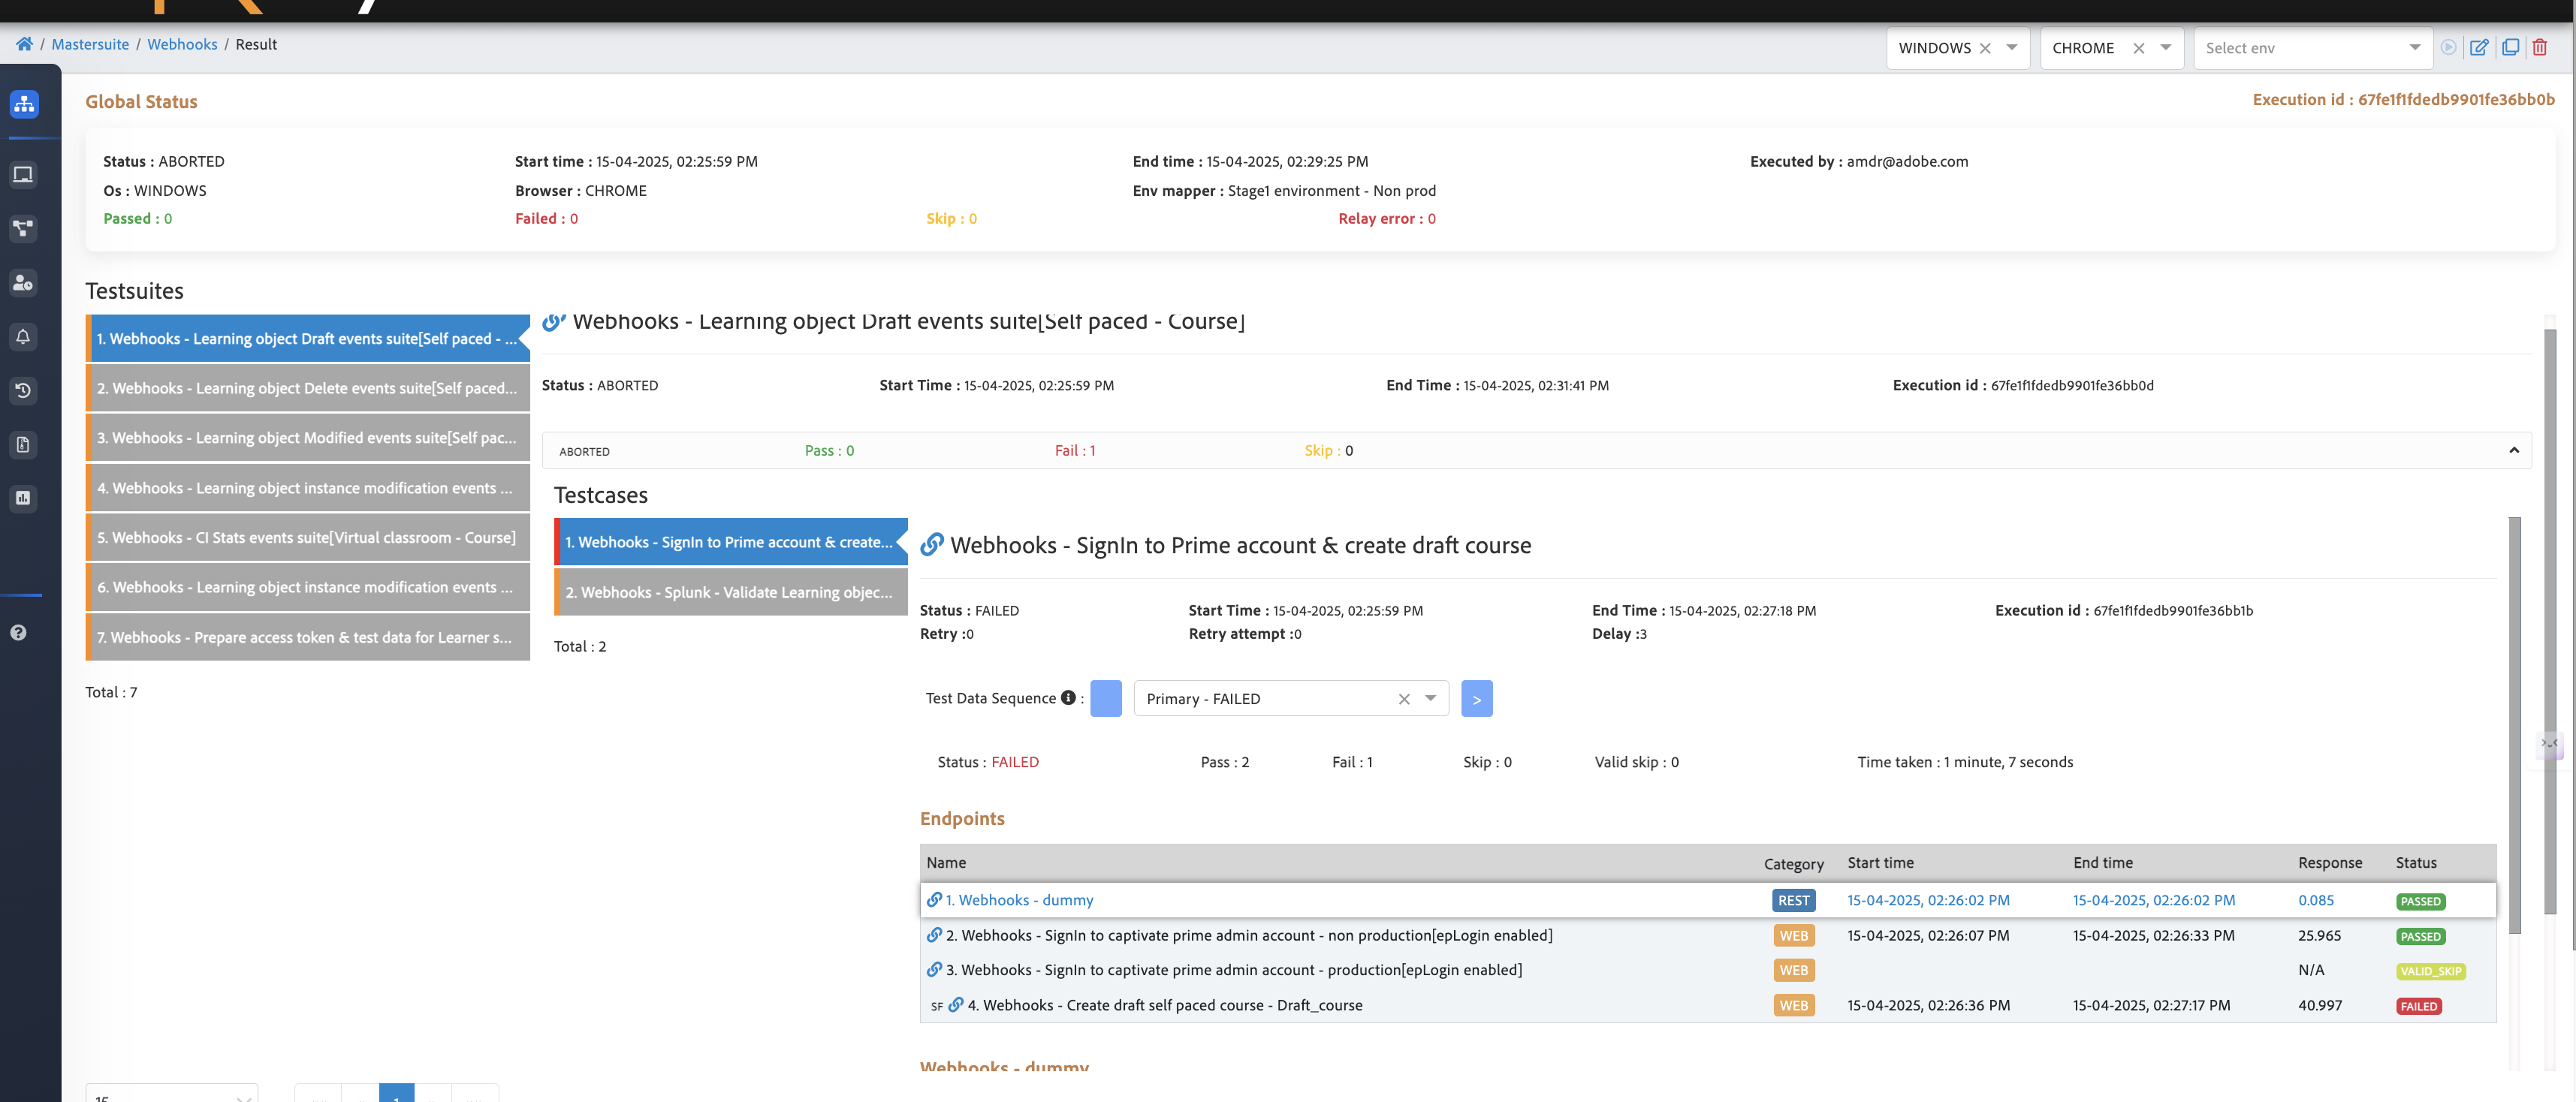 / Mastersuite / Webhooks / Result
WINDOWS
CHROME
Select env
Global Status
Execution id : 67fe1f1fdedb9901fe36bb0b
Status : ABORTED
Start time : 15-04-2025, 02:25:59 PM
End time : 15-04-2025, 02:29:25 PM
Executed by : amdr@adobe.com
Os : WINDOWS
Browser : CHROME
Env mapper : Stage1 environment - Non prod
Passed : 0
Failed : 0
Skip : 0
Relay error : 0
Testsuites
1. Webhooks - Learning object Draft events suite[Self paced - ...
2. Webhooks - Learning object Delete events suite[Self paced...
3. Webhooks - Learning object Modified events suite[Self pac...
4. Webhooks - Learning object instance modification events ...
5. Webhooks - CI Stats events suite[Virtual classroom - Course]
6. Webhooks - Learning object instance modification events ...
7. Webhooks - Prepare access token & test data for Learner s...
Total : 7
Webhooks - Learning object Draft events suite[Self paced - Course]
Status : ABORTED
Start Time : 15-04-2025, 02:25:59 PM
End Time : 15-04-2025, 02:31:41 PM
Execution id : 67fe1f1fdedb9901fe36bb0d
ABORTED
Pass : 0
Fail : 1
Skip : 0
Testcases
1. Webhooks - SignIn to Prime account & create...
2. Webhooks - Splunk - Validate Learning objec...
Total : 2
Webhooks - SignIn to Prime account & create draft course
Status : FAILED
Start Time : 15-04-2025, 02:25:59 PM
End Time : 15-04-2025, 02:27:18 PM
Execution id : 67fe1f1fdedb9901fe36bb1b
Retry :0
Retry attempt :0
Delay :3
Test Data Sequence :
Primary - FAILED
>
Status : FAILED
Pass : 2
Fail : 1
Skip : 0
Valid skip : 0
Time taken : 1 minute, 7 seconds
Endpoints
Name Category Start time End time Response Status
1. Webhooks - dummy REST 15-04-2025, 02:26:02 PM 15-04-2025, 02:26:02 PM 0.085 PASSED
2. Webhooks - SignIn to captivate prime admin account - non production[epLogin enabled] WEB 15-04-2025, 02:26:07 PM 15-04-2025, 02:26:33 PM 25.965 PASSED
3. Webhooks - SignIn to captivate prime admin account - production[epLogin enabled] WEB N/A VALID_SKIP
SF 4. Webhooks - Create draft self paced course - Draft_course WEB 15-04-2025, 02:26:36 PM 15-04-2025, 02:27:17 PM 40.997 FAILED
Webhooks - dummy
15
1